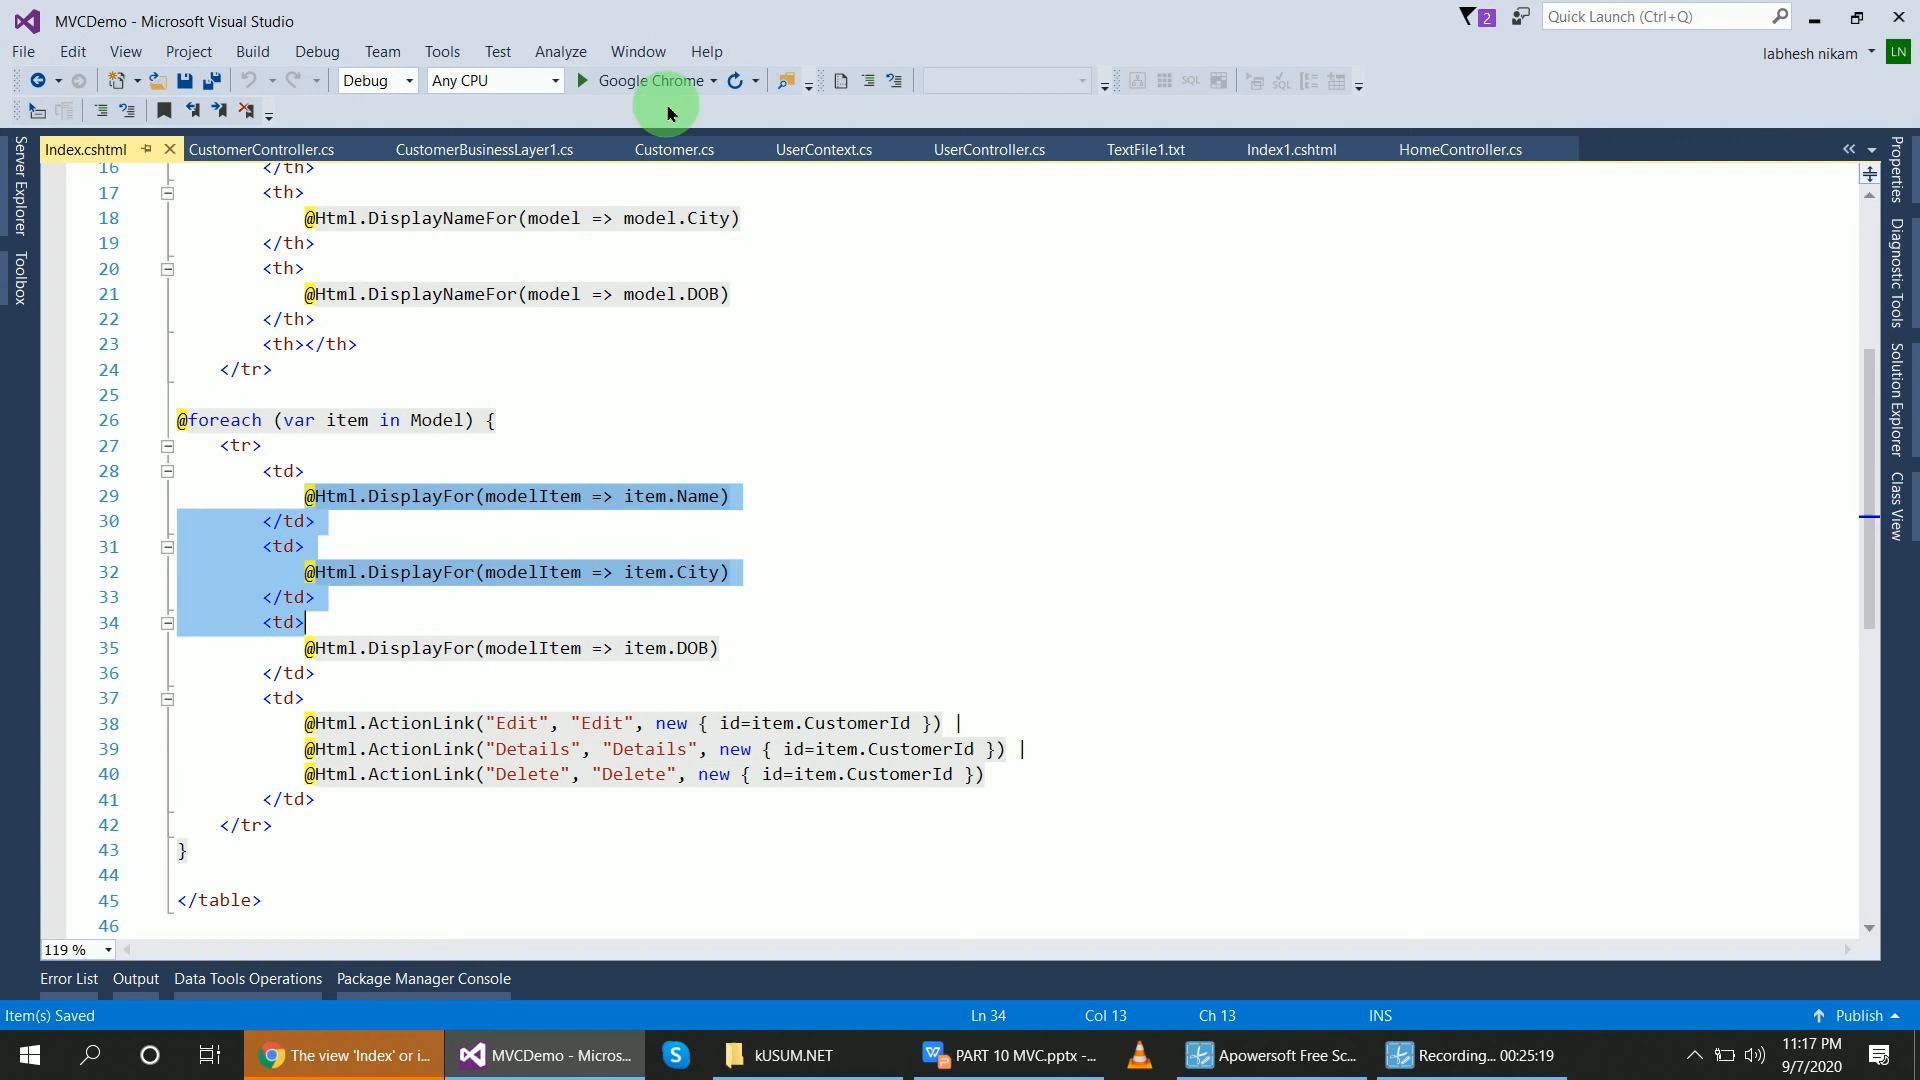 MVCDemo - Microsoft Visual Studio
2
Quick Launch (Ctrl+Q)
File Edit View Project Build Debug Team Tools Test Analyze Window Help
labhesh nikam LN
Debug Any CPU Google Chrome SQL SQL
Index.cshtml CustomerController.cs CustomerBusinessLayer1.cs Customer.cs UserContext.cs UserController.cs TextFile1.txt Index1.cshtml HomeController.cs
Server Explorer
Toolbox
Properties
Diagnostic Tools
Solution Explorer
Class View
16 </th>
17 <th>
18 @Html.DisplayNameFor(model => model.City)
19 </th>
20 <th>
21 @Html.DisplayNameFor(model => model.DOB)
22 </th>
23 <th></th>
24 </tr>
25
26 @foreach (var item in Model) {
27 <tr>
28 <td>
29 @Html.DisplayFor(modelItem => item.Name)
30 </td>
31 <td>
32 @Html.DisplayFor(modelItem => item.City)
33 </td>
34 <td>
35 @Html.DisplayFor(modelItem => item.DOB)
36 </td>
37 <td>
38 @Html.ActionLink("Edit", "Edit", new { id=item.CustomerId }) |
39 @Html.ActionLink("Details", "Details", new { id=item.CustomerId }) |
40 @Html.ActionLink("Delete", "Delete", new { id=item.CustomerId })
41 </td>
42 </tr>
43 }
44
45 </table>
46
119 %
Error List Output Data Tools Operations Package Manager Console
Item(s) Saved Ln 34 Col 13 Ch 13 INS Publish
The view 'Index' or i... MVCDemo - Micros... kUSUM.NET PART 10 MVC.pptx -... Apowersoft Free Sc... Recording... 00:25:19
11:17 PM
9/7/2020